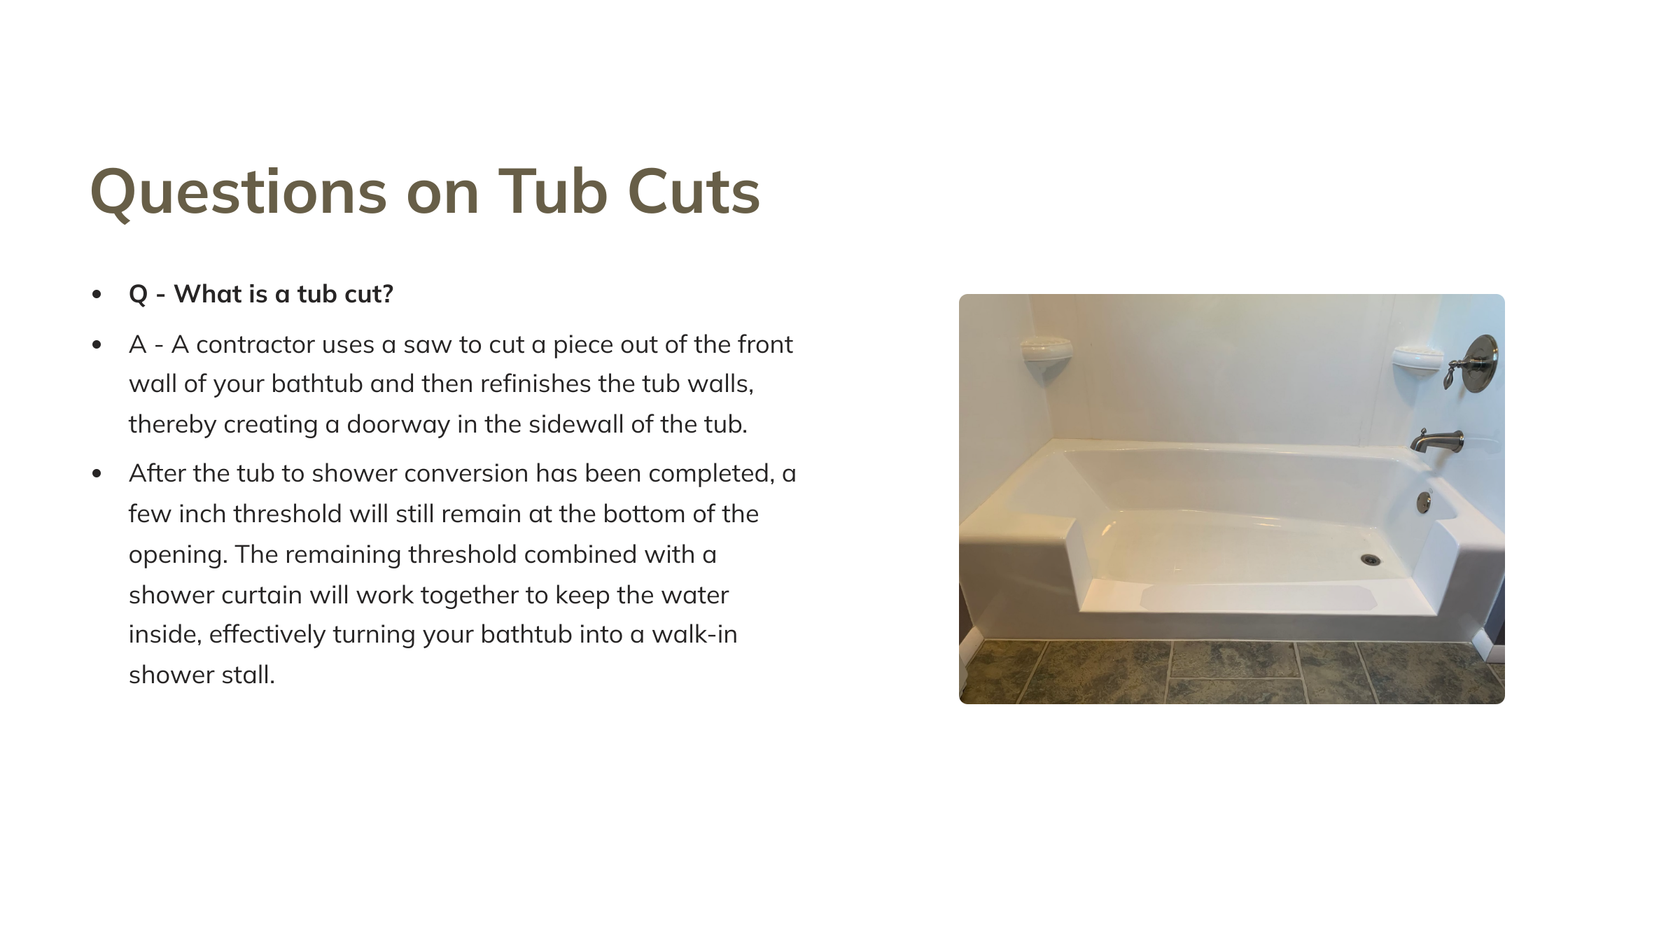 Questions on Tub Cuts
• Q - What is a tub cut?
• A - A contractor uses a saw to cut a piece out of the front
wall of your bathtub and then refinishes the tub walls,
thereby creating a doorway in the sidewall of the tub.
• After the tub to shower conversion has been completed, a
few inch threshold will still remain at the bottom of the
opening. The remaining threshold combined with a
shower curtain will work together to keep the water
inside, effectively turning your bathtub into a walk-in
shower stall.